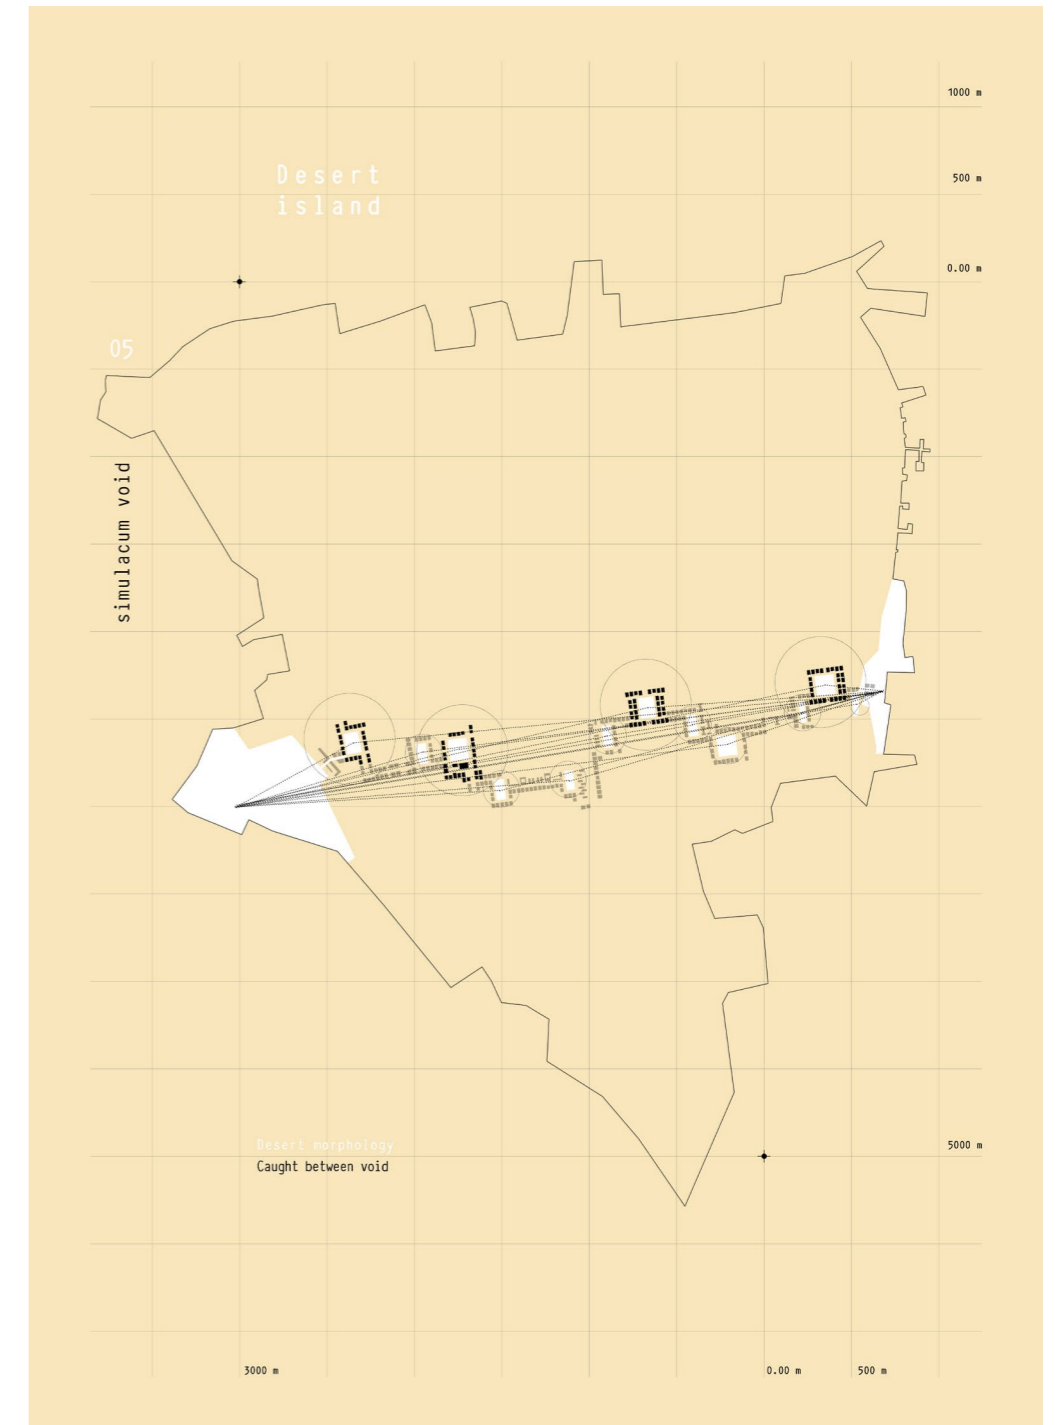 1000 m
Desert
island
500 m
0.00 m
05
simulacum void
Desert morphology
Caught between void
5000 m
3000 m
0.00 m
500 m